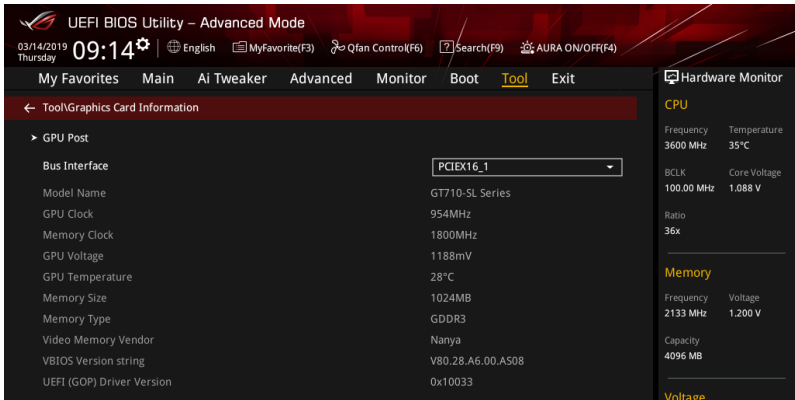 UEFI BIOS Utility – Advanced Mode
03/14/2019 Thursday 09:14 English MyFavorite(F3) Qfan Control(F6) Search(F9) AURA ON/OFF(F4)
My Favorites Main Ai Tweaker Advanced Monitor Boot Tool Exit
Tool\Graphics Card Information
GPU Post
Bus Interface PCIEX16_1
Model Name GT710-SL Series
GPU Clock 954MHz
Memory Clock 1800MHz
GPU Voltage 1188mV
GPU Temperature 28°C
Memory Size 1024MB
Memory Type GDDR3
Video Memory Vendor Nanya
VBIOS Version string V80.28.A6.00.AS08
UEFI (GOP) Driver Version 0x10033
Hardware Monitor
CPU
Frequency Temperature
3600 MHz 35°C
BCLK Core Voltage
100.00 MHz 1.088 V
Ratio
36x
Memory
Frequency Voltage
2133 MHz 1.200 V
Capacity
4096 MB
Voltage